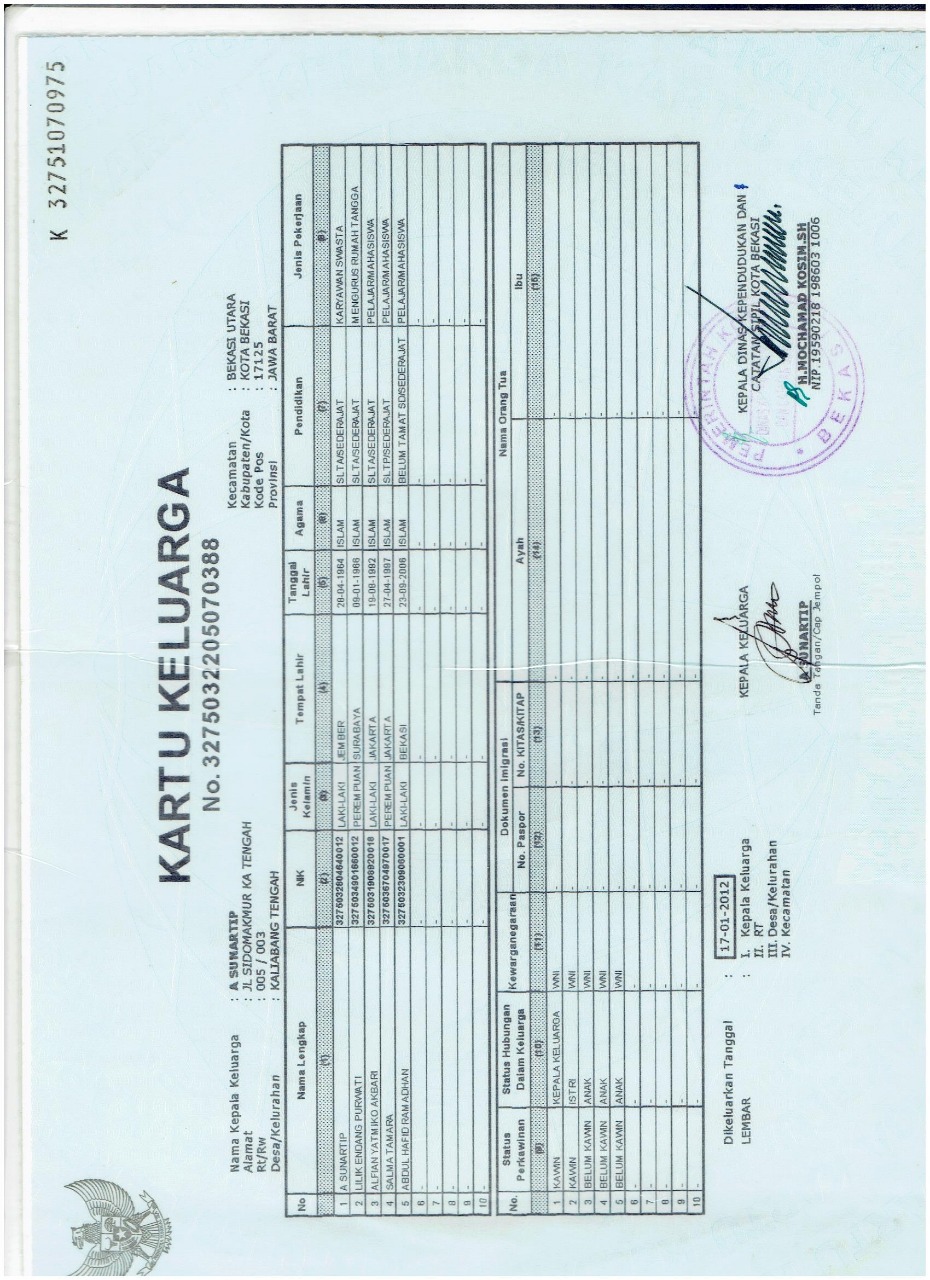 K 32751070975
KARTU KELUARGA
No. 3275032205070388
Nama Kepala Keluarga : A SUNARTIP
Alamat : JL SIDOMAKMUR KA TENGAH
Rt/Rw : 005 / 003
Desa/Kelurahan : KALIABANG TENGAH
Kecamatan : BEKASI UTARA
Kabupaten/Kota : KOTA BEKASI
Kode Pos : 17125
Provinsi : JAWA BARAT
No Nama Lengkap NIK Jenis Kelamin Tempat Lahir Tanggal Lahir Agama Pendidikan Jenis Pekerjaan
(1) (2) (3) (4) (5) (6) (7) (8)
1 A SUNARTIP 3275032804640012 LAKI-LAKI JEMBER 28-04-1964 ISLAM SLTA/SEDERAJAT KARYAWAN SWASTA
2 LILIK ENDANG PURWATI 3275034901660012 PEREMPUAN SURABAYA 09-01-1966 ISLAM SLTA/SEDERAJAT MENGURUS RUMAH TANGGA
3 ALFIAN YATMIKO AKBARI LAKI-LAKI JAKARTA ISLAM SLTA/SEDERAJAT PELAJAR/MAHASISWA
4 SALMA TAMARA 3275036704970017 PEREMPUAN JAKARTA 27-04-1997 ISLAM SLTP/SEDERAJAT PELAJAR/MAHASISWA
5 ABDUL HAFID RAMADHAN 3275032309060001 LAKI-LAKI BEKASI 23-09-2006 ISLAM BELUM TAMAT SD/SEDERAJAT PELAJAR/MAHASISWA
6 - - - - - - - -
7 - - - - - - - -
8 - - - - - - - -
9 - - - - - - - -
10 - - - - - - - -
No. Status Perkawinan Status Hubungan Dalam Keluarga Kewarganegaraan Dokumen Imigrasi Nama Orang Tua
No. Paspor No. KITAS/KITAP Ayah Ibu
(9) (10) (11) (12) (13) (14) (15)
1 KAWIN KEPALA KELUARGA WNI - - - -
2 KAWIN ISTRI WNI - - - -
3 BELUM KAWIN ANAK WNI - - - -
4 BELUM KAWIN ANAK WNI - - - -
5 BELUM KAWIN ANAK WNI - - - -
6 - - - - - - -
7 - - - - - - -
8 - - - - - - -
9 - - - - - - -
10 - - - - - - -
Dikeluarkan Tanggal : 17-01-2012
LEMBAR : I. Kepala Keluarga
II. RT
III. Desa/Kelurahan
IV. Kecamatan
KEPALA KELUARGA
A SUNARTIP
Tanda Tangan/Cap Jempol
KEPALA DINAS KEPENDUDUKAN DAN
CATATAN SIPIL KOTA BEKASI
H.MOCHAMAD KOSIM.SH
NIP.19590218 198603 1006
PEMERINTAH
BEKASI